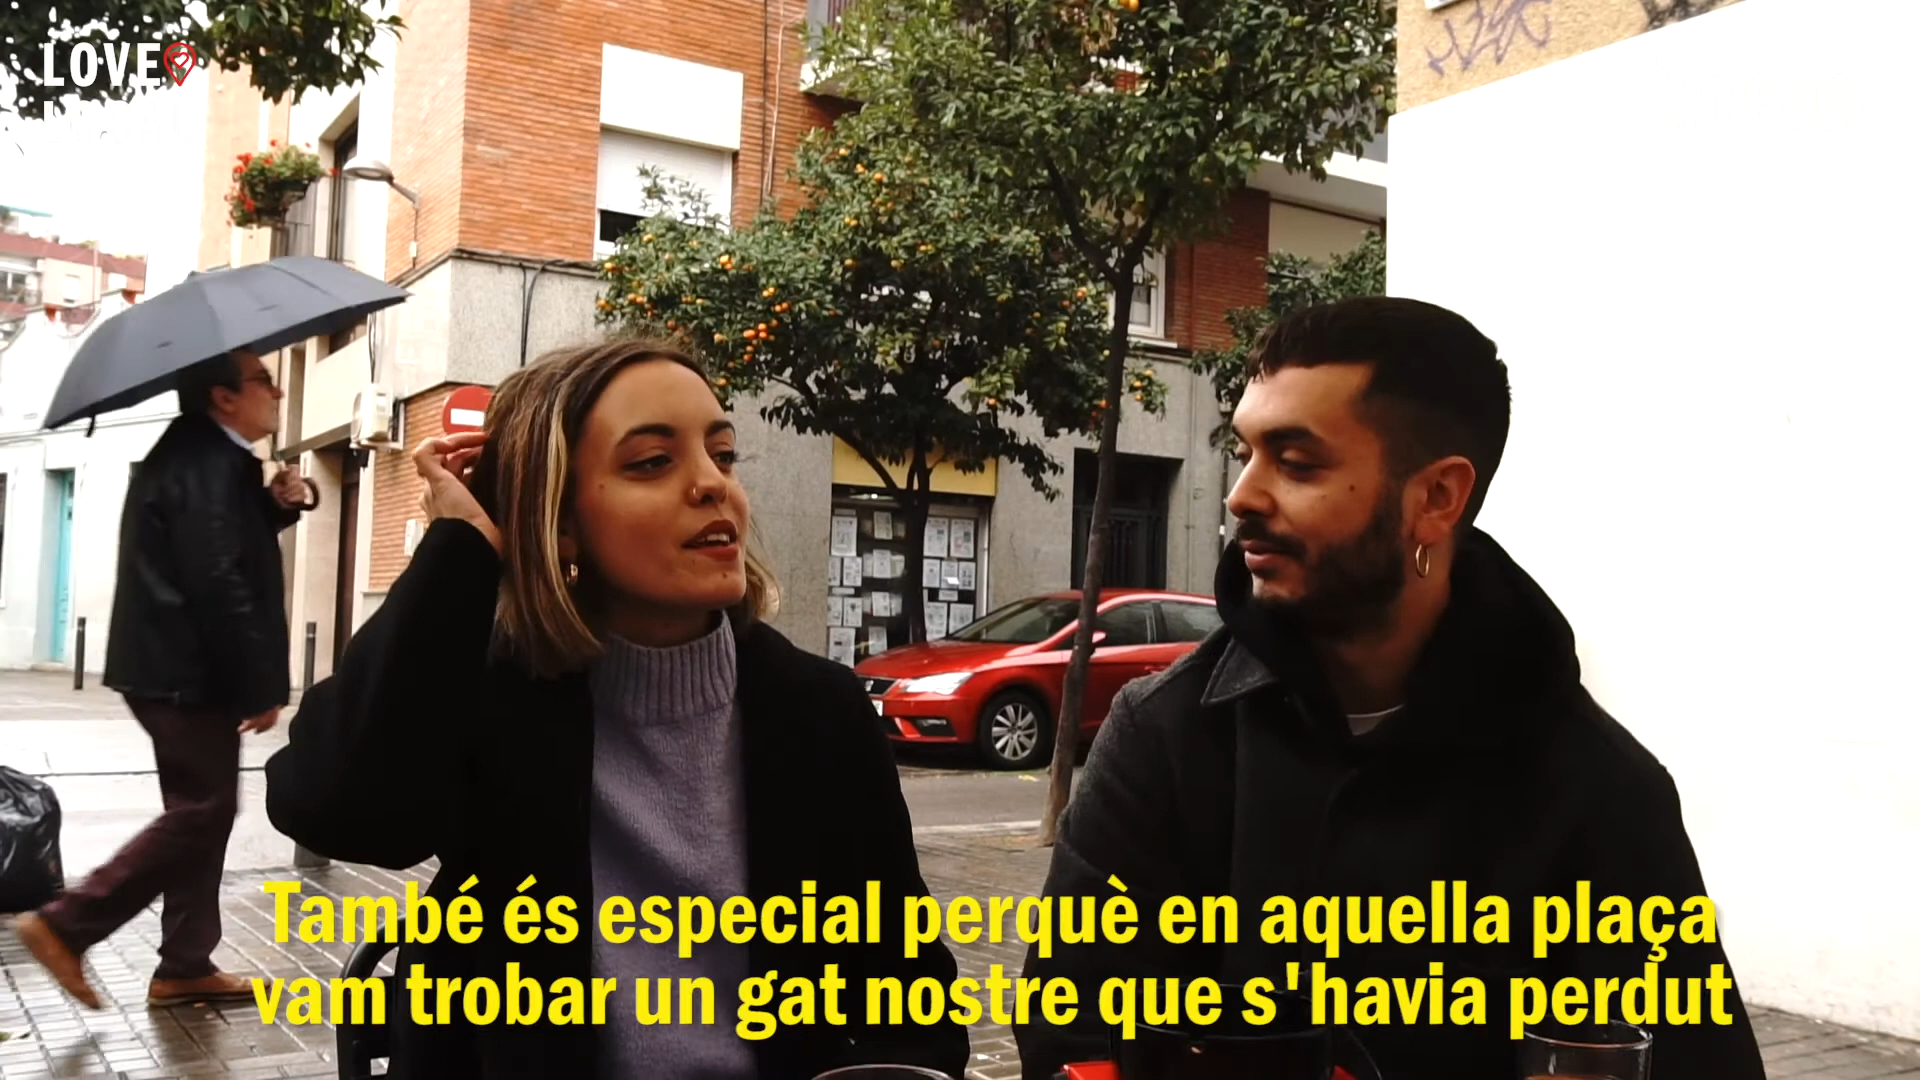 LOVE
També és especial perquè en aquella plaça
vam trobar un gat nostre que s'havia perdut